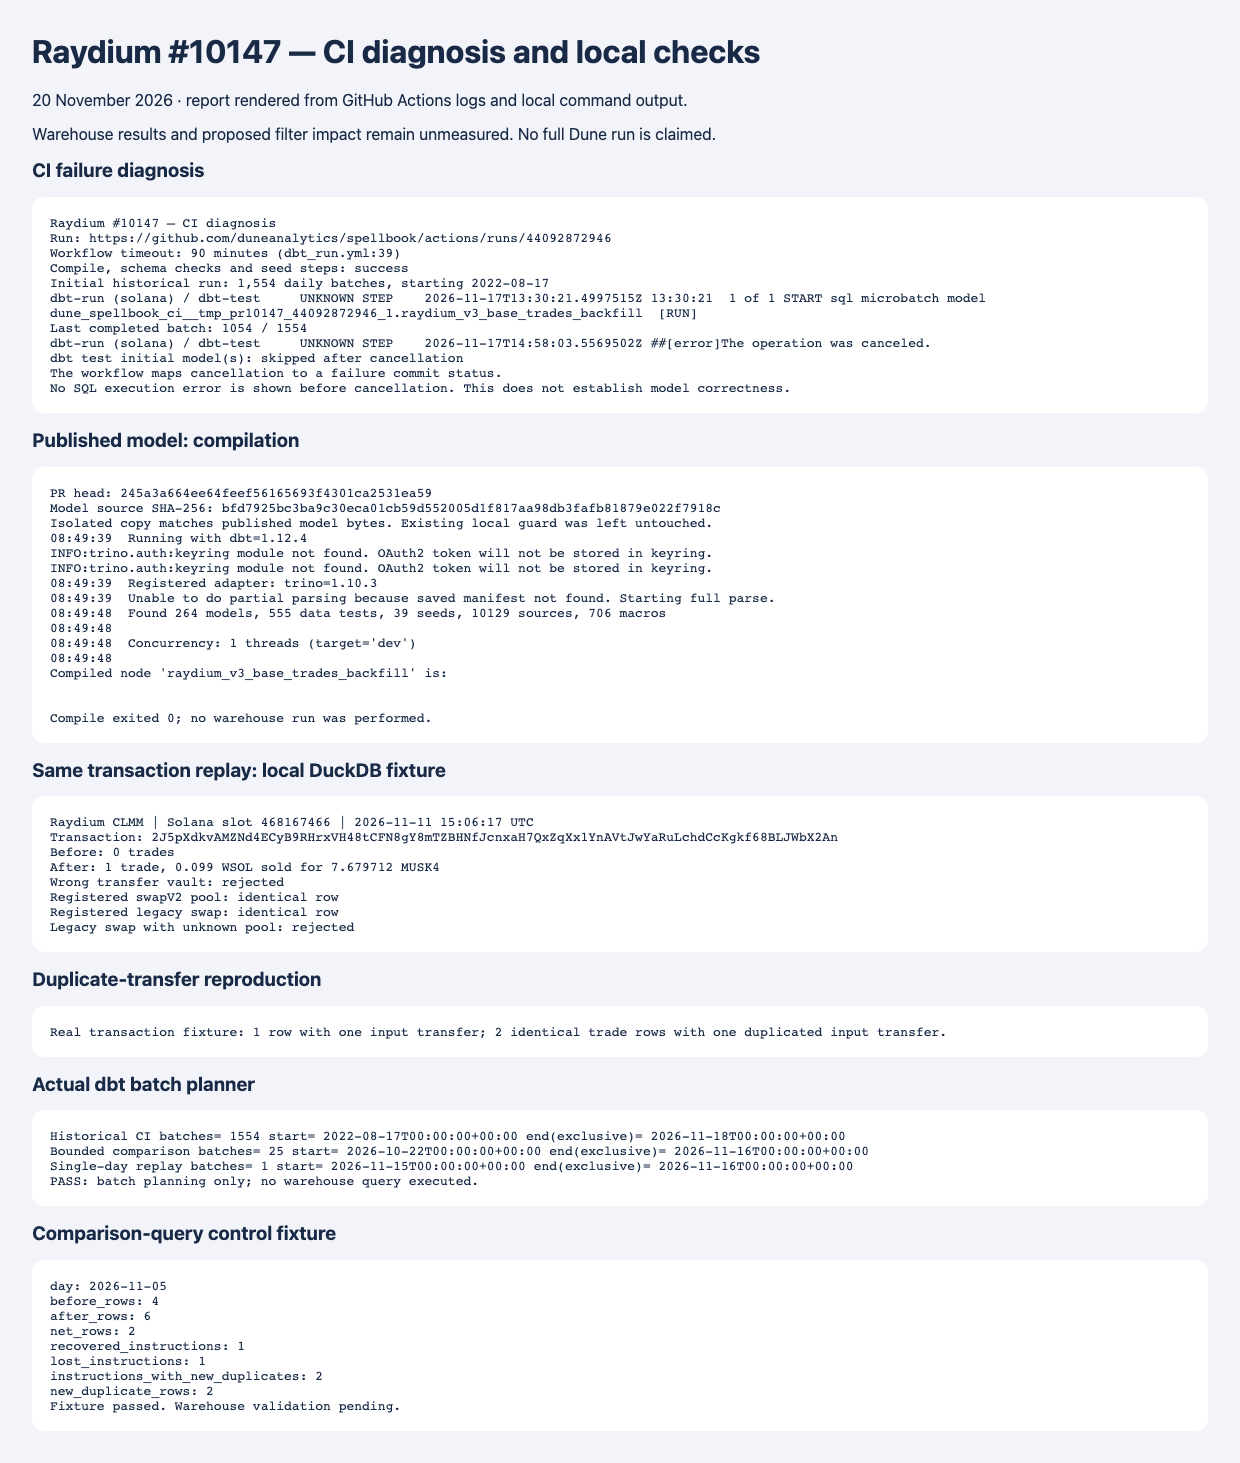 Raydium #10147 — CI diagnosis and local checks
20 November 2026 · report rendered from GitHub Actions logs and local command output.
Warehouse results and proposed filter impact remain unmeasured. No full Dune run is claimed.
CI failure diagnosis
Raydium #10147 — CI diagnosis
Run: https://github.com/duneanalytics/spellbook/actions/runs/44092872946
Workflow timeout: 90 minutes (dbt_run.yml:39)
Compile, schema checks and seed steps: success
Initial historical run: 1,554 daily batches, starting 2022-08-17
dbt-run (solana) / dbt-test     UNKNOWN STEP    2026-11-17T13:30:21.4997515Z 13:30:21  1 of 1 START sql microbatch model
dune_spellbook_ci__tmp_pr10147_44092872946_1.raydium_v3_base_trades_backfill  [RUN]
Last completed batch: 1054 / 1554
dbt-run (solana) / dbt-test     UNKNOWN STEP    2026-11-17T14:58:03.5569502Z ##[error]The operation was canceled.
dbt test initial model(s): skipped after cancellation
The workflow maps cancellation to a failure commit status.
No SQL execution error is shown before cancellation. This does not establish model correctness.
Published model: compilation
PR head: 245a3a664ee64feef56165693f4301ca2531ea59
Model source SHA-256: bfd7925bc3ba9c30eca01cb59d552005d1f817aa98db3fafb81879e022f7918c
Isolated copy matches published model bytes. Existing local guard was left untouched.
08:49:39  Running with dbt=1.12.4
INFO:trino.auth:keyring module not found. OAuth2 token will not be stored in keyring.
INFO:trino.auth:keyring module not found. OAuth2 token will not be stored in keyring.
08:49:39  Registered adapter: trino=1.10.3
08:49:39  Unable to do partial parsing because saved manifest not found. Starting full parse.
08:49:48  Found 264 models, 555 data tests, 39 seeds, 10129 sources, 706 macros
08:49:48
08:49:48  Concurrency: 1 threads (target='dev')
08:49:48
Compiled node 'raydium_v3_base_trades_backfill' is:
Compile exited 0; no warehouse run was performed.
Same transaction replay: local DuckDB fixture
Raydium CLMM | Solana slot 468167466 | 2026-11-11 15:06:17 UTC
Transaction: 2J5pXdkvAMZNd4ECyB9RHrxVH48tCFN8gY8mTZBHNfJcnxaH7QxZqXx1YnAVtJwYaRuLchdCcKgkf68BLJWbX2An
Before: 0 trades
After: 1 trade, 0.099 WSOL sold for 7.679712 MUSK4
Wrong transfer vault: rejected
Registered swapV2 pool: identical row
Registered legacy swap: identical row
Legacy swap with unknown pool: rejected
Duplicate-transfer reproduction
Real transaction fixture: 1 row with one input transfer; 2 identical trade rows with one duplicated input transfer.
Actual dbt batch planner
Historical CI batches= 1554 start= 2022-08-17T00:00:00+00:00 end(exclusive)= 2026-11-18T00:00:00+00:00
Bounded comparison batches= 25 start= 2026-10-22T00:00:00+00:00 end(exclusive)= 2026-11-16T00:00:00+00:00
Single-day replay batches= 1 start= 2026-11-15T00:00:00+00:00 end(exclusive)= 2026-11-16T00:00:00+00:00
PASS: batch planning only; no warehouse query executed.
Comparison-query control fixture
day: 2026-11-05
before_rows: 4
after_rows: 6
net_rows: 2
recovered_instructions: 1
lost_instructions: 1
instructions_with_new_duplicates: 2
new_duplicate_rows: 2
Fixture passed. Warehouse validation pending.